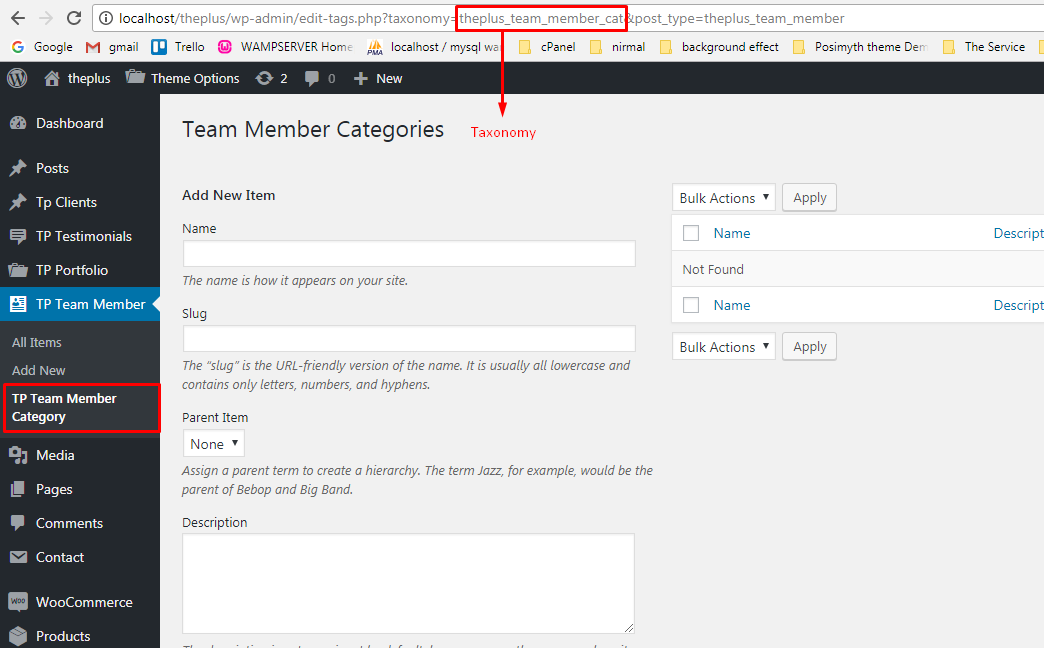 localhost/theplus/wp-admin/edit-tags.php?taxonomy=theplus_team_member_cat&post_type=theplus_team_member
Google gmail Trello WAMPSERVER Home localhost / mysql wa cPanel nirmal background effect Posimyth theme Dem The Service
theplus Theme Options 2 0 New
Dashboard
Posts
Tp Clients
TP Testimonials
TP Portfolio
TP Team Member
All Items
Add New
TP Team Member
Category
Media
Pages
Comments
Contact
WooCommerce
Products
Team Member Categories
Taxonomy
Add New Item
Name
The name is how it appears on your site.
Slug
The “slug” is the URL-friendly version of the name. It is usually all lowercase and
contains only letters, numbers, and hyphens.
Parent Item
None
Assign a parent term to create a hierarchy. The term Jazz, for example, would be the
parent of Bebop and Big Band.
Description
Bulk Actions Apply
Name Descript
Not Found
Name Descript
Bulk Actions Apply